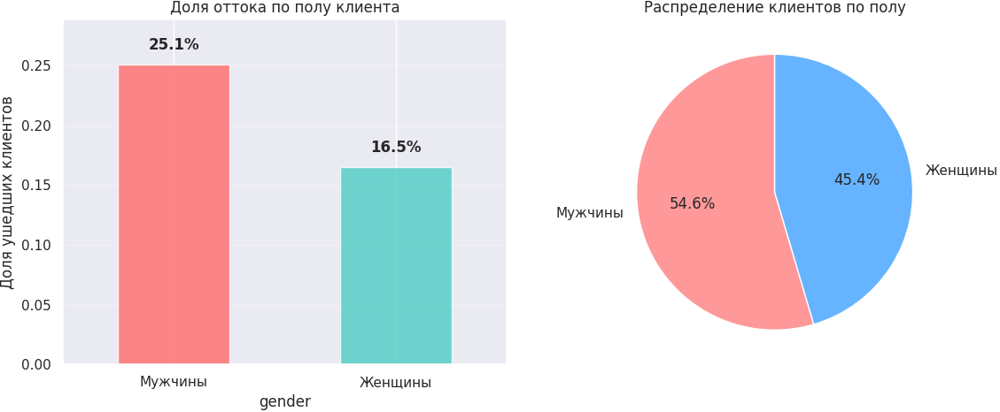 Доля оттока по полу клиента
25.1%
16.5%
0.25
0.20
0.15
0.10
0.05
0.00
Доля ушедших клиентов
Мужчины
Женщины
gender
Распределение клиентов по полу
45.4%
Женщины
54.6%
Мужчины